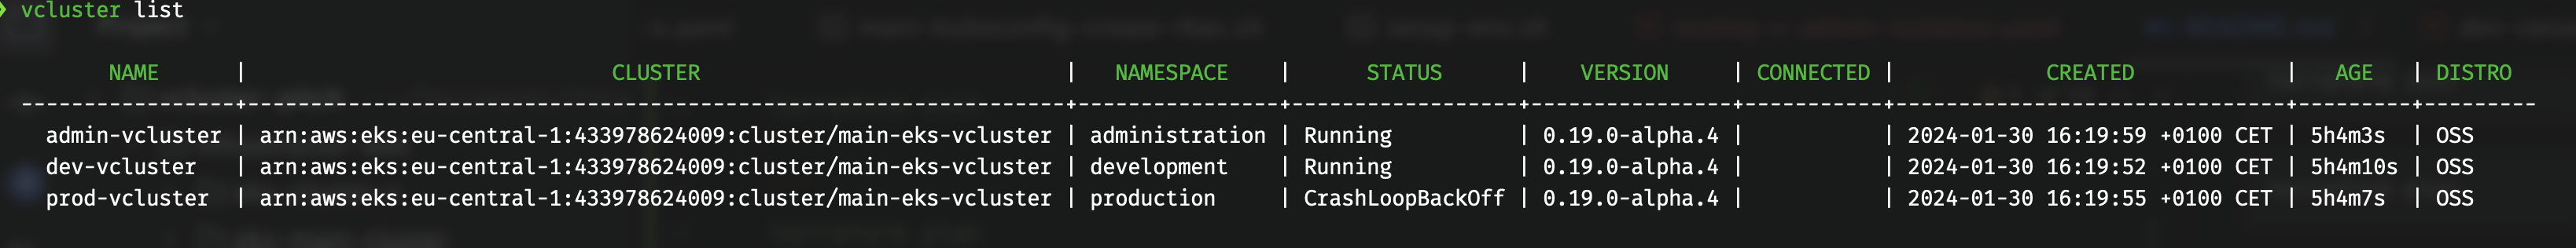 ❯ vcluster list
NAME | CLUSTER | NAMESPACE | STATUS | VERSION | CONNECTED | CREATED | AGE | DISTRO
-----------------+-----------------------------------------------------------------+----------------+------------------+----------------+-----------+-------------------------------+---------+---------
admin-vcluster | arn:aws:eks:eu-central-1:433978624009:cluster/main-eks-vcluster | administration | Running | 0.19.0-alpha.4 | | 2024-01-30 16:19:59 +0100 CET | 5h4m3s | OSS
dev-vcluster | arn:aws:eks:eu-central-1:433978624009:cluster/main-eks-vcluster | development | Running | 0.19.0-alpha.4 | | 2024-01-30 16:19:52 +0100 CET | 5h4m10s | OSS
prod-vcluster | arn:aws:eks:eu-central-1:433978624009:cluster/main-eks-vcluster | production | CrashLoopBackOff | 0.19.0-alpha.4 | | 2024-01-30 16:19:55 +0100 CET | 5h4m7s | OSS